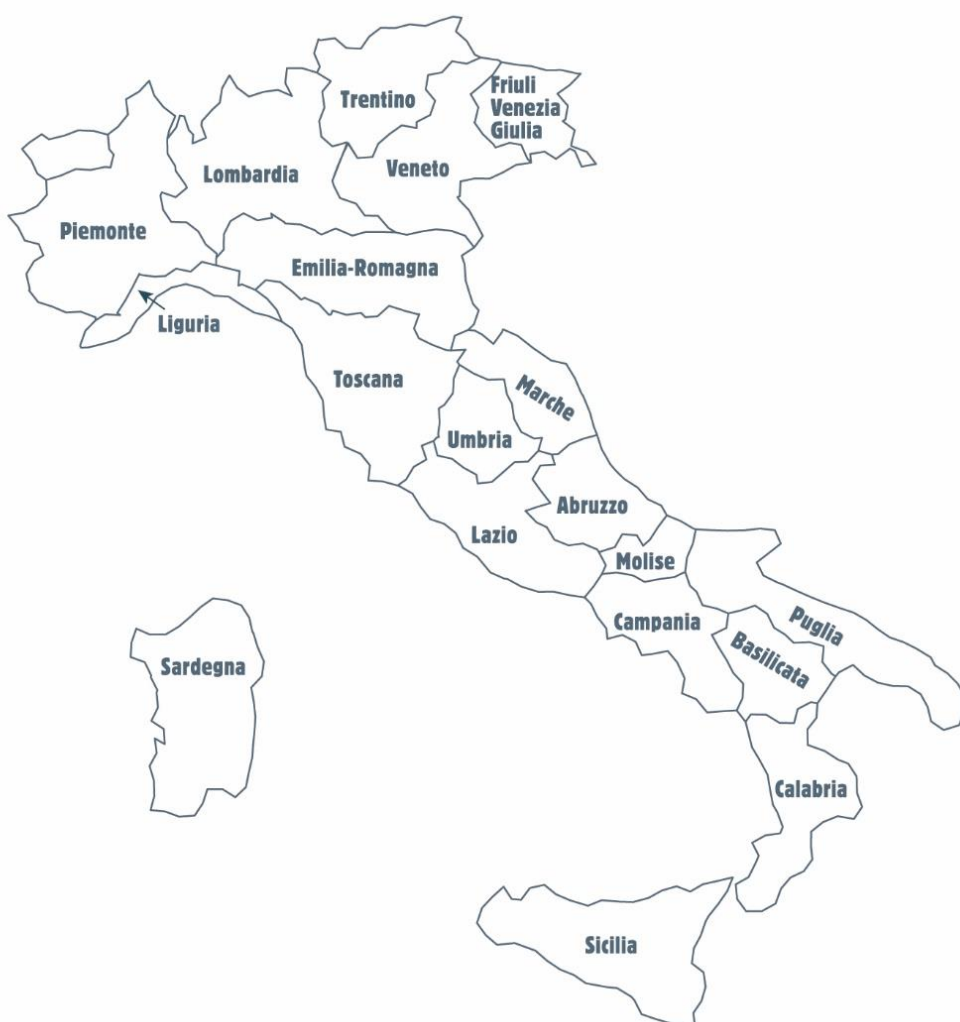 Trentino
Friuli
Venezia
Giulia
Lombardia
Veneto
Piemonte
Emilia-Romagna
Liguria
Toscana
Marche
Umbria
Abruzzo
Lazio
Molise
Campania
Puglia
Basilicata
Sardegna
Calabria
Sicilia